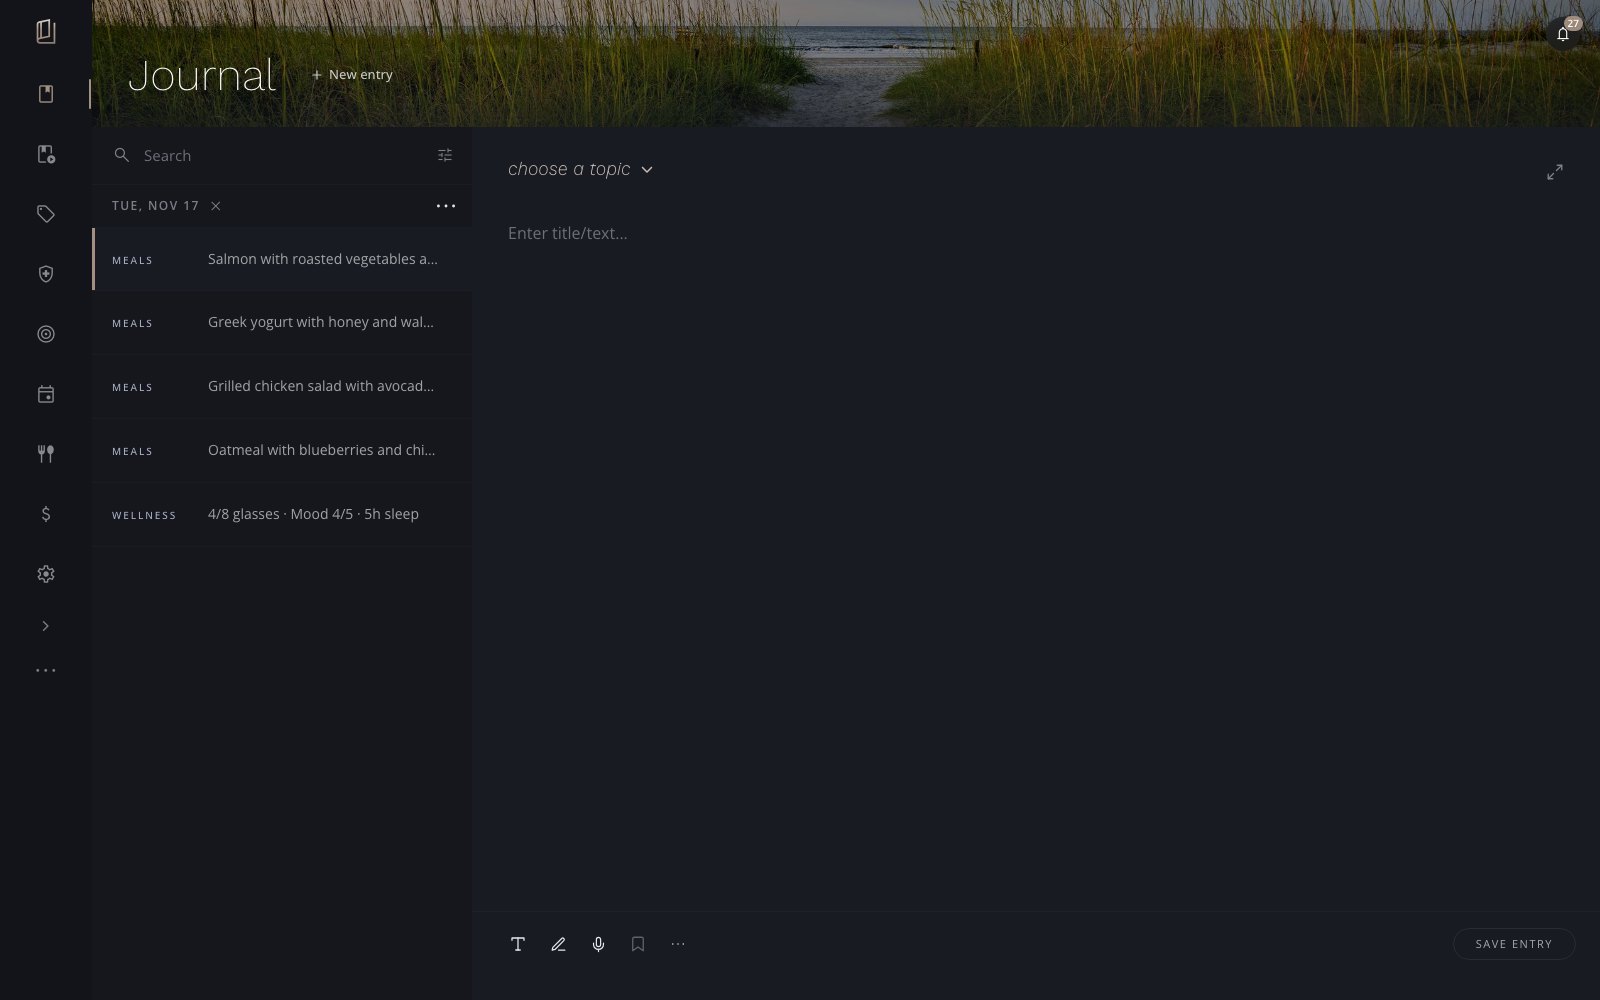 27
Journal
+ New entry
Search
TUE, NOV 17
MEALS Salmon with roasted vegetables a...
MEALS Greek yogurt with honey and wal...
MEALS Grilled chicken salad with avocad...
MEALS Oatmeal with blueberries and chi...
WELLNESS 4/8 glasses · Mood 4/5 · 5h sleep
choose a topic
Enter title/text...
SAVE ENTRY